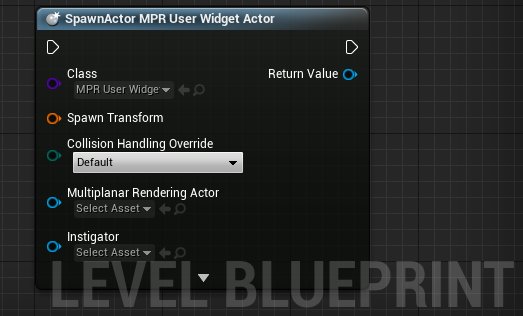 SpawnActor MPR User Widget Actor
Class
Return Value
MPR User Widge
Spawn Transform
Collision Handling Override
Default
Multiplanar Rendering Actor
Select Asset
Instigator
Select Asset
LEVEL BLUEPRINT